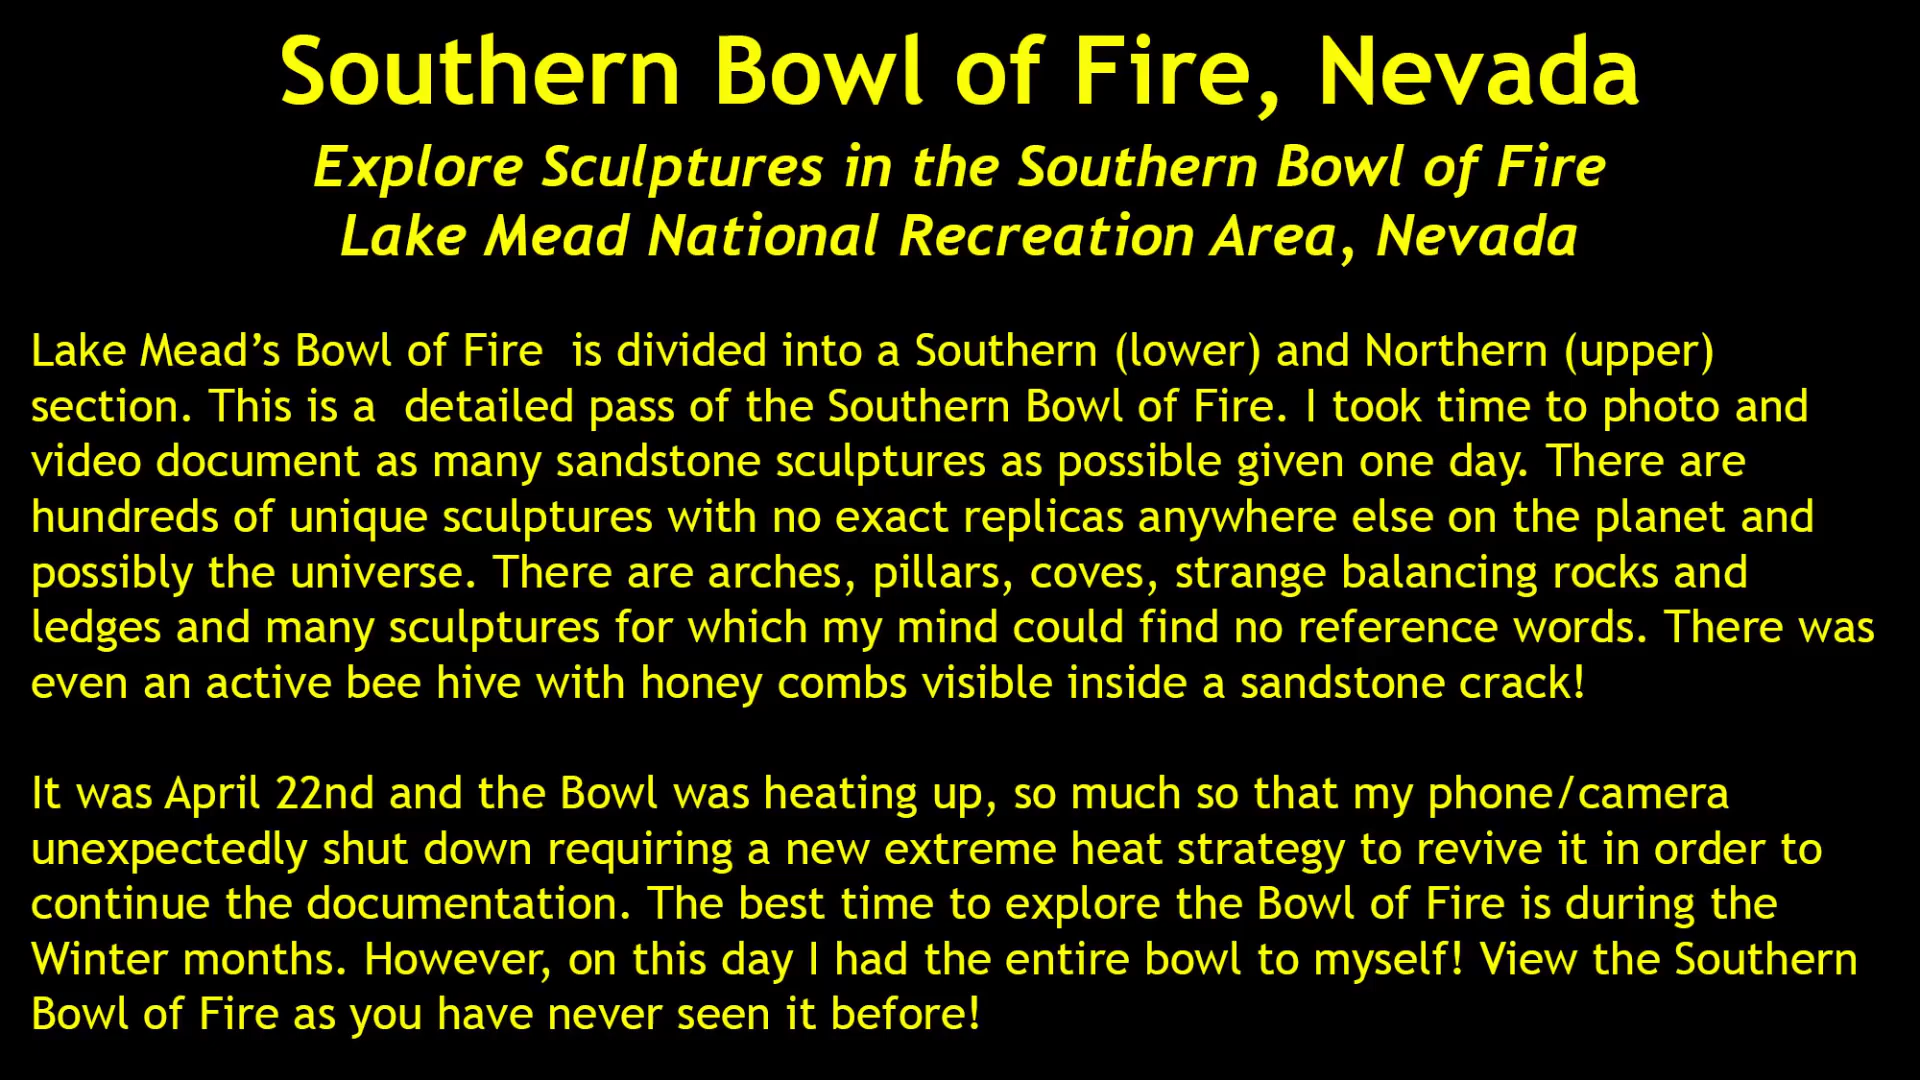 Southern Bowl of Fire, Nevada
Explore Sculptures in the Southern Bowl of Fire
Lake Mead National Recreation Area, Nevada
Lake Mead’s Bowl of Fire  is divided into a Southern (lower) and Northern (upper)
section. This is a  detailed pass of the Southern Bowl of Fire. I took time to photo and
video document as many sandstone sculptures as possible given one day. There are
hundreds of unique sculptures with no exact replicas anywhere else on the planet and
possibly the universe. There are arches, pillars, coves, strange balancing rocks and
ledges and many sculptures for which my mind could find no reference words. There was
even an active bee hive with honey combs visible inside a sandstone crack!
It was April 22nd and the Bowl was heating up, so much so that my phone/camera
unexpectedly shut down requiring a new extreme heat strategy to revive it in order to
continue the documentation. The best time to explore the Bowl of Fire is during the
Winter months. However, on this day I had the entire bowl to myself! View the Southern
Bowl of Fire as you have never seen it before!